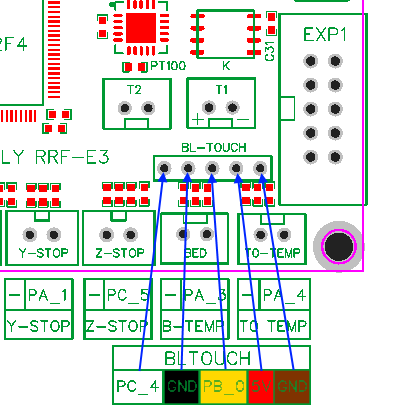 EXP1
2F4
C31
PT100
K
T2
T1
+ -
BL-TOUCH
LY RRF-E3
Y-STOP
Z-STOP
BED
TO-TEMP
- PA_1
- PC_5
- PA_3
- PA_4
Y-STOP
Z-STOP
B-TEMP
TO TEMP
BLTOUCH
PC_4 GND PB_0 5V GND